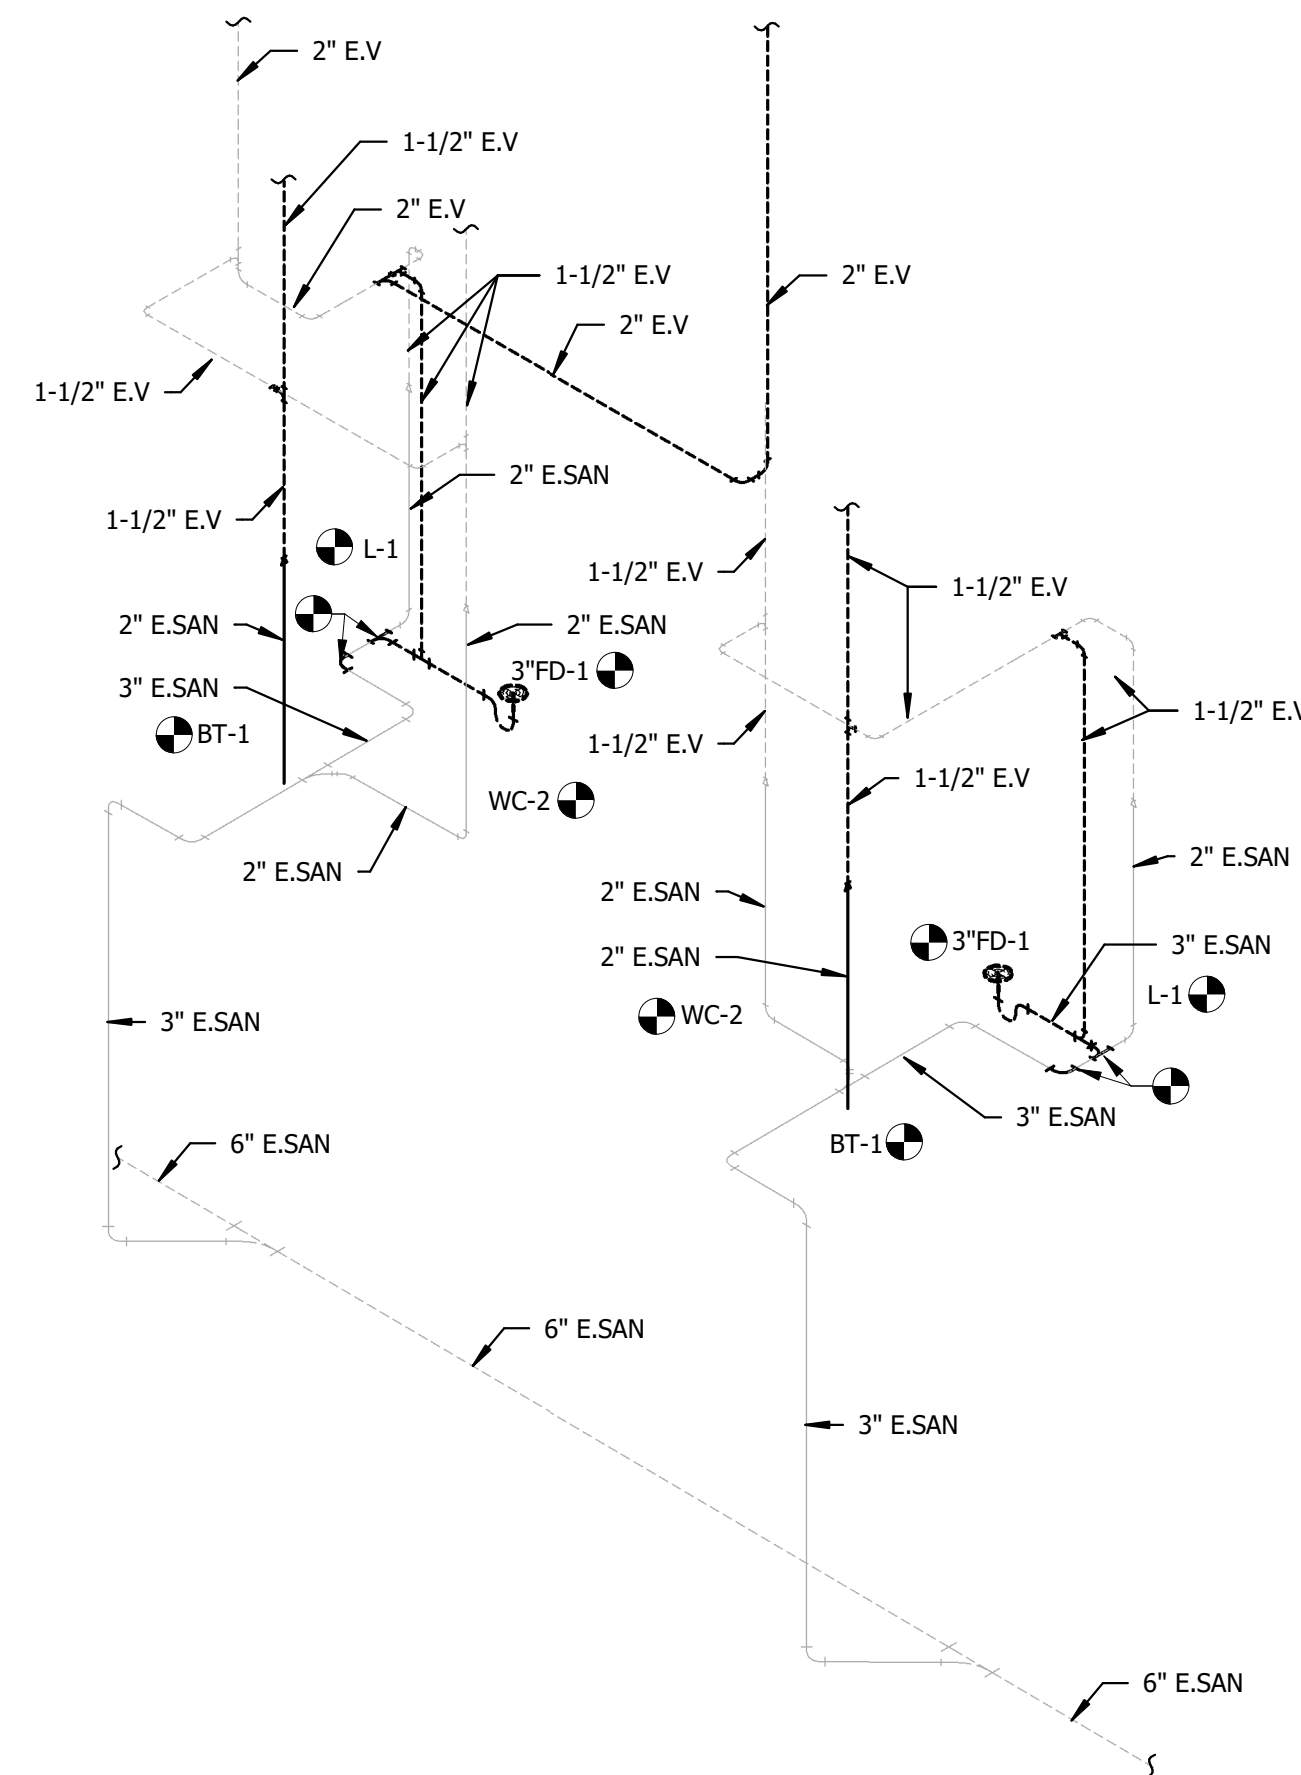 2" E.V
1-1/2" E.V
2" E.V
1-1/2" E.V
2" E.V
2" E.V
1-1/2" E.V
2" E.SAN
1-1/2" E.V
L-1
1-1/2" E.V
1-1/2" E.V
2" E.SAN
2" E.SAN
3" E.SAN
3"FD-1
BT-1
1-1/2" E.V
1-1/2" E.V
1-1/2" E.V
WC-2
2" E.SAN
2" E.SAN
2" E.SAN
3"FD-1
3" E.SAN
2" E.SAN
L-1
WC-2
3" E.SAN
3" E.SAN
BT-1
6" E.SAN
6" E.SAN
3" E.SAN
6" E.SAN